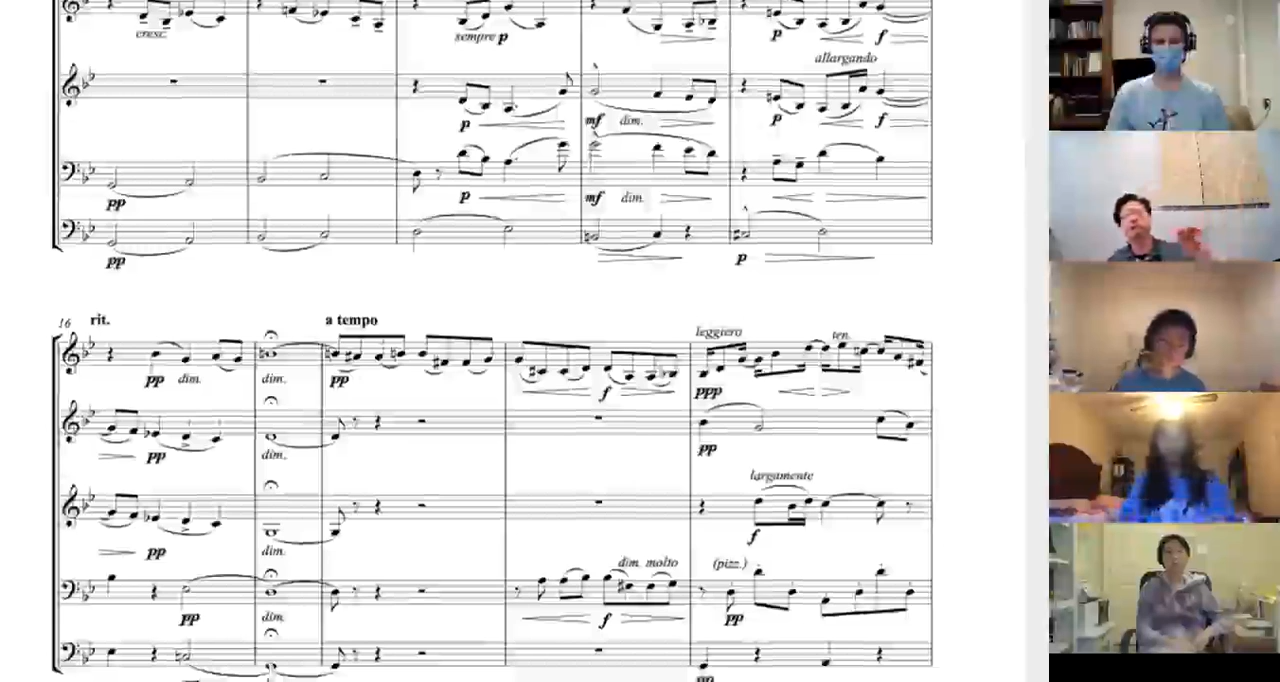 cresc.
sempre p
p f
allargando
p mf dim. p f
pp p mf dim.
pp p
16 rit. a tempo leggiero ten.
pp dim. dim. pp f ppp
pp dim. pp
largamente
pp dim. f
dim. molto (pizz.)
pp dim. f pp
pp